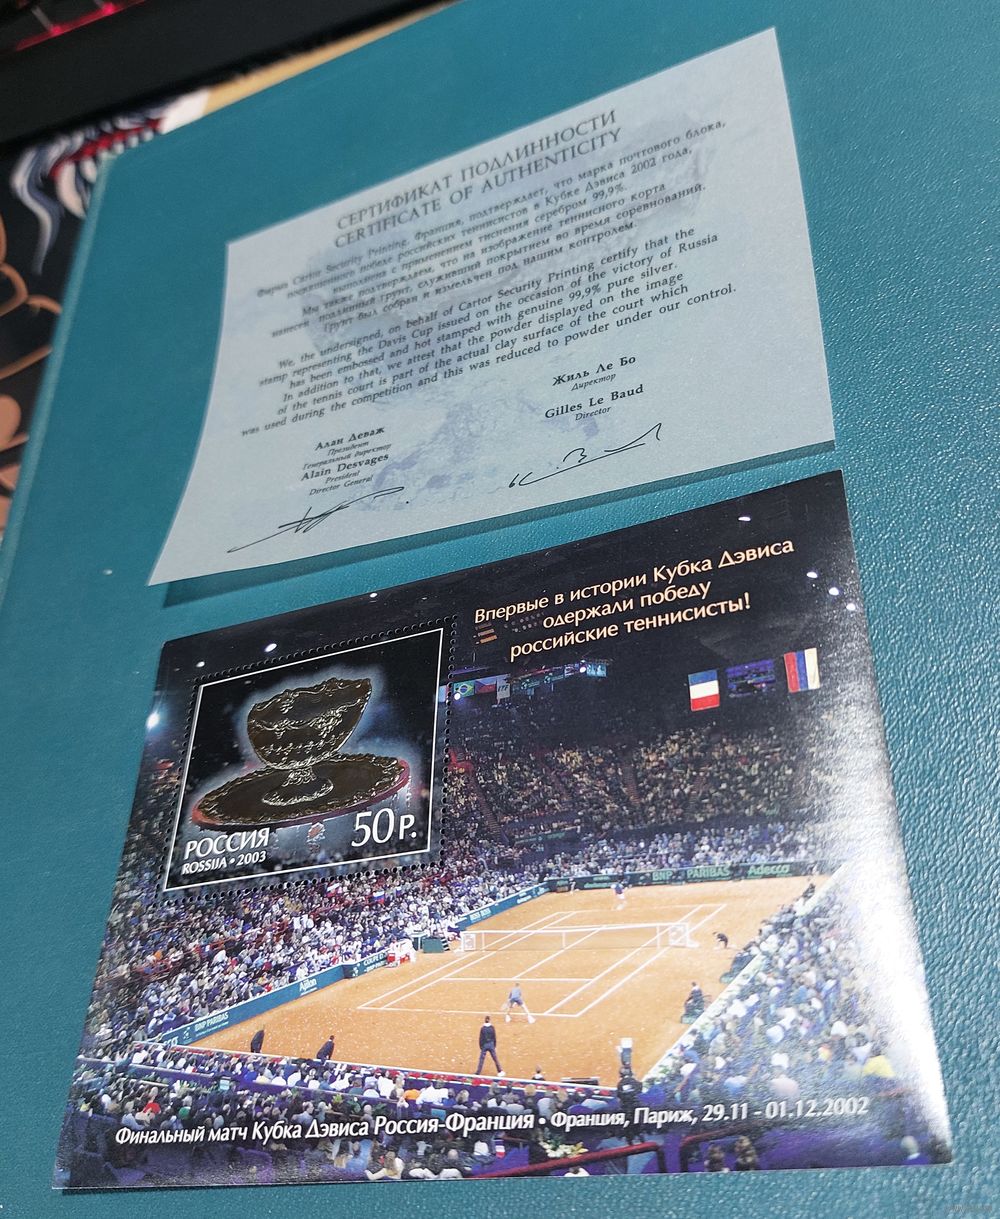 СЕРТИФИКАТ ПОДЛИННОСТИ
CERTIFICATE OF AUTHENTICITY
Фирма Cartor Security Printing, Франция, подтверждает, что марка почтового блока,
посвященного победе российских теннисистов в Кубке Дэвиса 2002 года,
выполнена с применением тиснения серебром 99,9%.
Мы также подтверждаем, что на изображение теннисного корта
нанесен подлинный грунт, служивший покрытием во время соревнований.
Грунт был собран и измельчен под нашим контролем.
We, the undersigned, on behalf of Cartor Security Printing certify that the
stamp representing the Davis Cup issued on the occasion of the victory of Russia
has been embossed and hot stamped with genuine 99,9% pure silver.
In addition to that, we attest that the powder displayed on the image
of the tennis court is part of the actual clay surface of the court which
was used during the competition and this was reduced to powder under our control.
Алан Деваж
Президент
Генеральный директор
Alain Desvages
President
Director General
Жиль Ле Бо
Директор
Gilles Le Baud
Director
Впервые в истории Кубка Дэвиса
одержали победу
российские теннисисты!
ITF
РОССИЯ
ROSSIJA • 2003
50 р.
BNP PARIBAS
Adecco
BNP PARIBAS
Финальный матч Кубка Дэвиса Россия-Франция • Франция, Париж, 29.11 - 01.12.2002